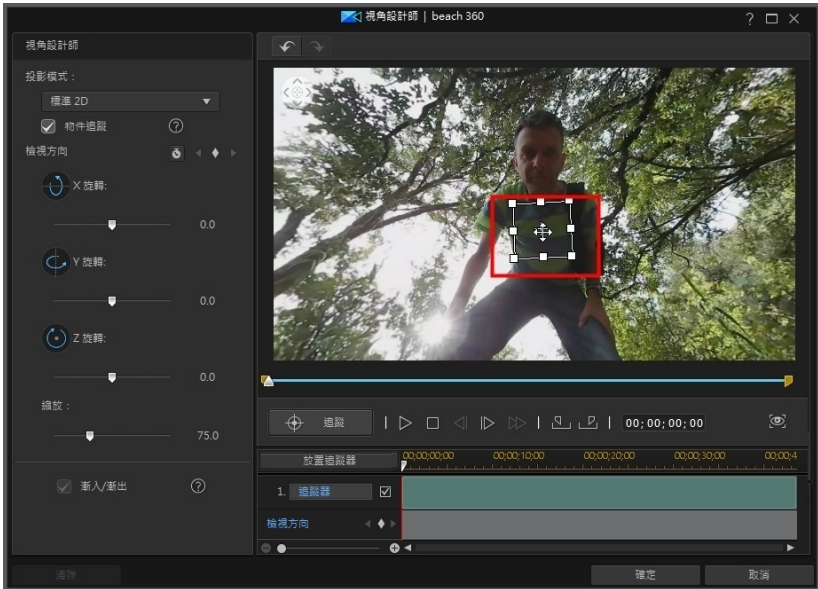 視角設計師 | beach 360
視角設計師
投影模式：
標準 2D
物件追蹤
檢視方向
X 旋轉:
0.0
Y 旋轉:
0.0
Z 旋轉:
0.0
縮放：
75.0
漸入/漸出
清除
追蹤
00;00;00;00
放置追蹤器
00;00;00;00 00;00;10;00 00;00;20;00 00;00;30;00 00;00;4
1. 追蹤器
檢視方向
確定 取消